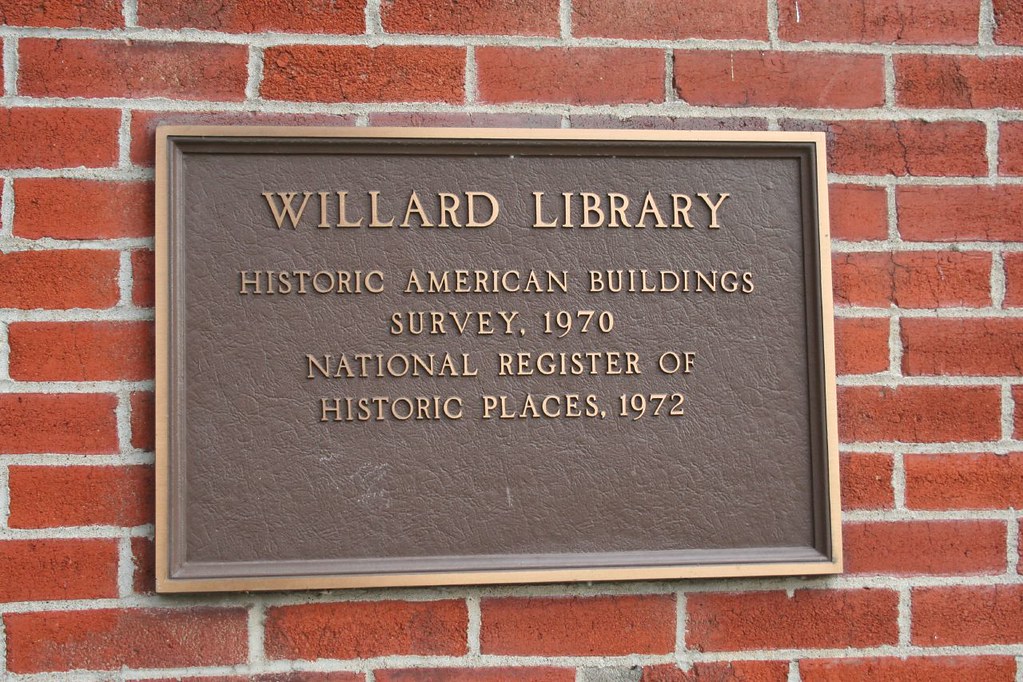 WILLARD LIBRARY
HISTORIC AMERICAN BUILDINGS
SURVEY, 1970
NATIONAL REGISTER OF
HISTORIC PLACES, 1972